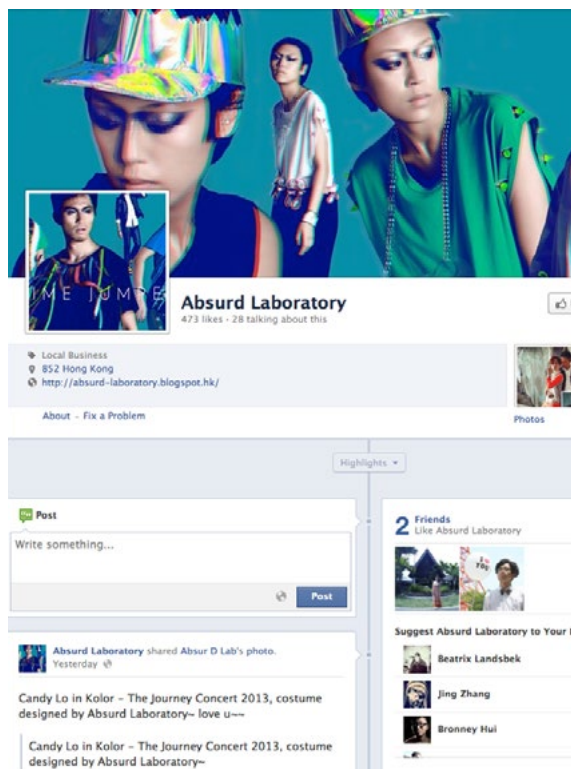 IME JUMPE
Absurd Laboratory
473 likes · 28 talking about this
Local Business
852 Hong Kong
http://absurd-laboratory.blogspot.hk/
About – Fix a Problem
Photos
Highlights
Post
Write something...
Post
Absurd Laboratory shared Absur D Lab's photo.
Yesterday
Candy Lo in Kolor – The Journey Concert 2013, costume
designed by Absurd Laboratory~ love u~~
Candy Lo in Kolor – The Journey Concert 2013, costume
designed by Absurd Laboratory~
2 Friends
Like Absurd Laboratory
I
YOU
Suggest Absurd Laboratory to Your
Beatrix Landsbek
Jing Zhang
Bronney Hui